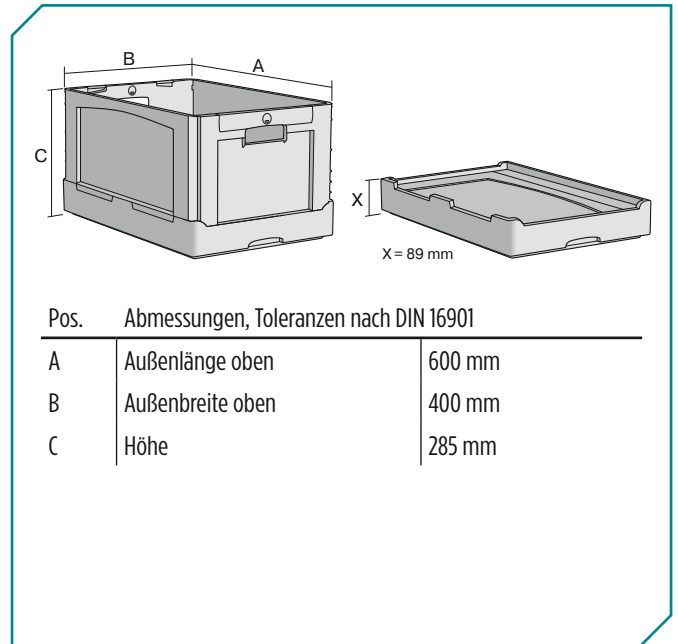 B
A
C
X
X = 89 mm
Pos. Abmessungen, Toleranzen nach DIN 16901
A Außenlänge oben 600 mm
B Außenbreite oben 400 mm
C Höhe 285 mm